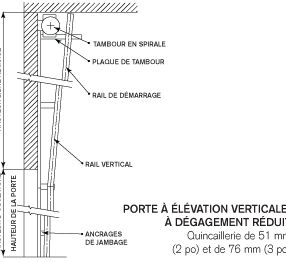 TAMBOUR EN SPIRALE
PLAQUE DE TAMBOUR
RAIL DE DÉMARRAGE
RAIL VERTICAL
HAUTEUR DE LA PORTE
ANCRAGES
DE JAMBAGE
PORTE À ÉLÉVATION VERTICALE
À DÉGAGEMENT RÉDUIT
Quincaillerie de 51 mm
(2 po) et de 76 mm (3 po